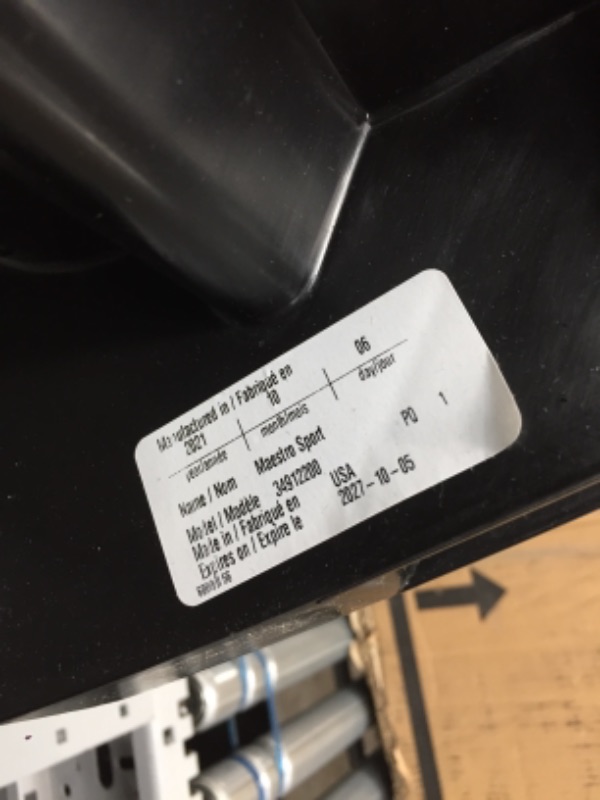 Manufactured in / Fabriqué en
2021 10 06
year/année month/mois day/jour
Name / Nom Maestro Sport
Model / Modèle 34912200 PO 1
Made in / Fabriqué en USA
Expires on / Expire le 2027-10-05